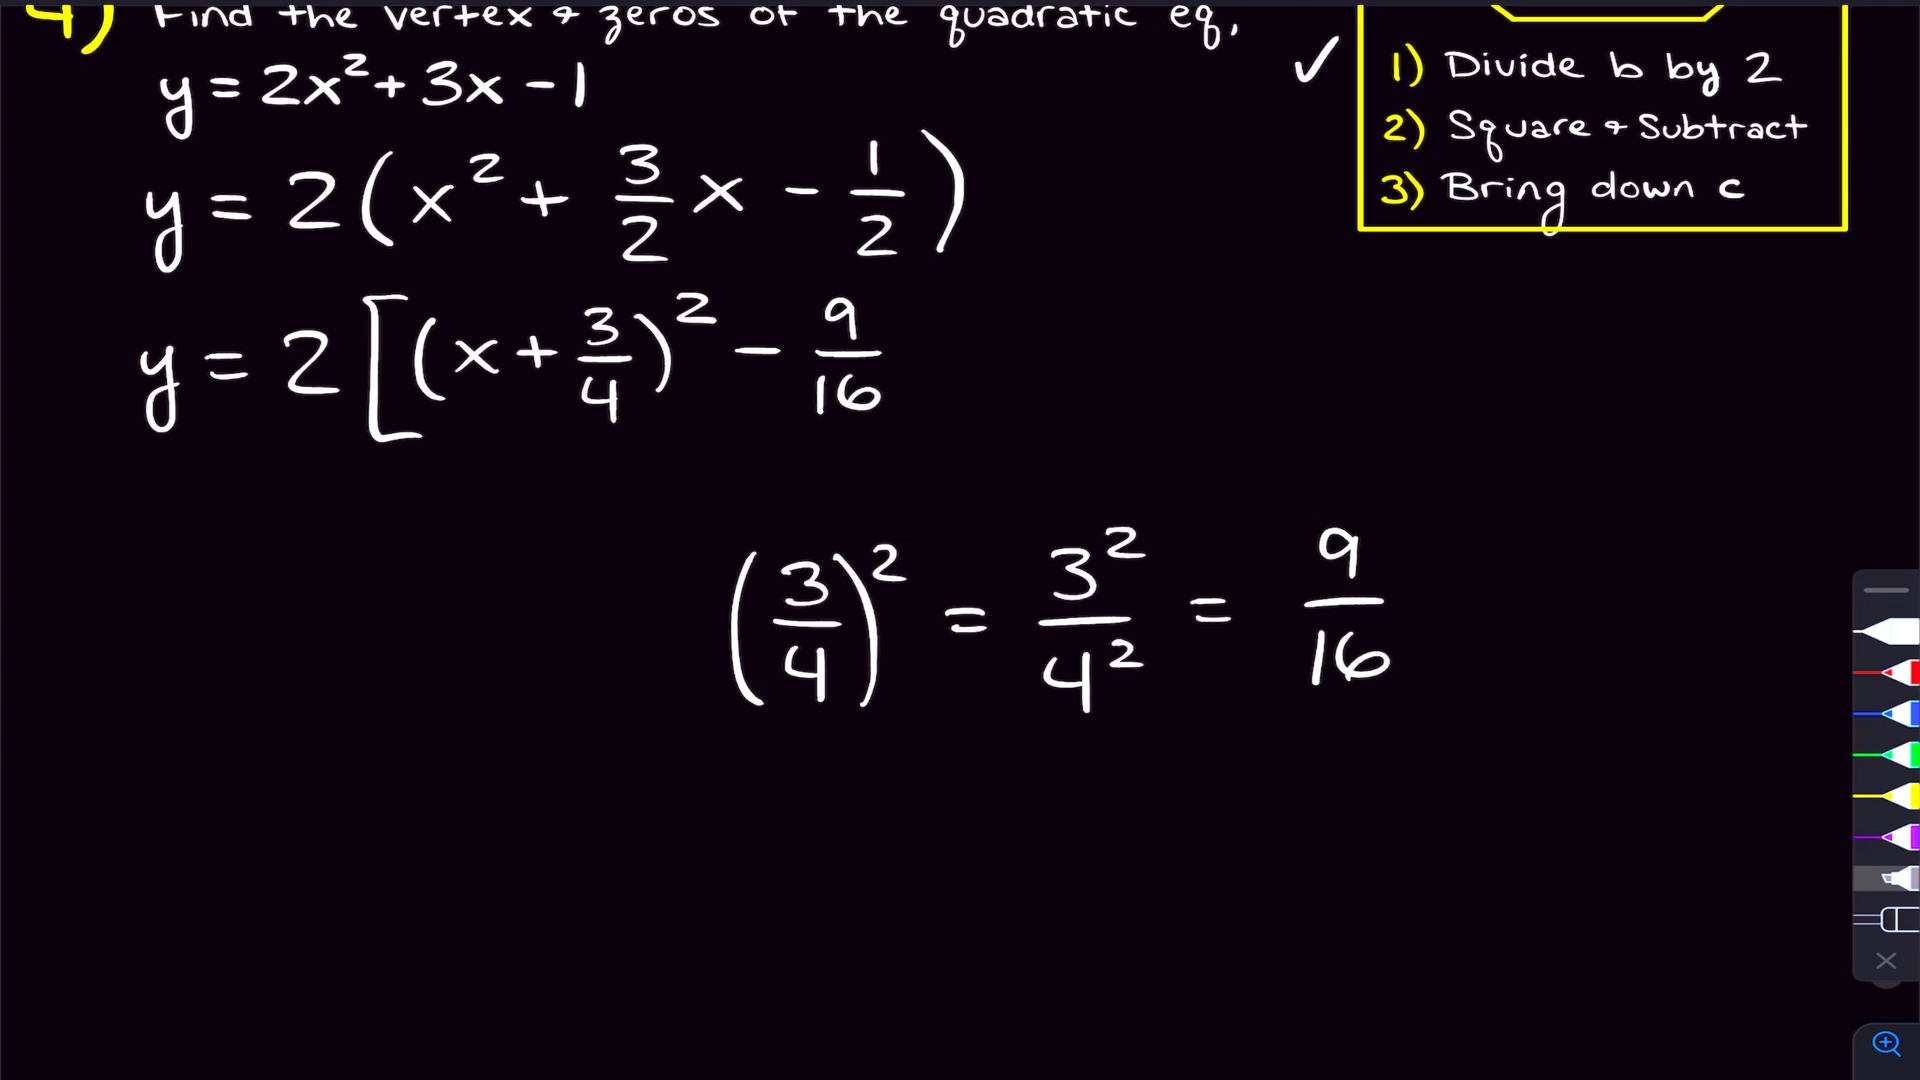 4) Find the vertex & zeros of the quadratic eq.
y = 2x² + 3x - 1
y = 2(x² + 3/2 x - 1/2)
y = 2[(x + 3/4)² - 9/16
(3/4)² = 3²/4² = 9/16
✓ 1) Divide b by 2
2) Square & Subtract
3) Bring down c